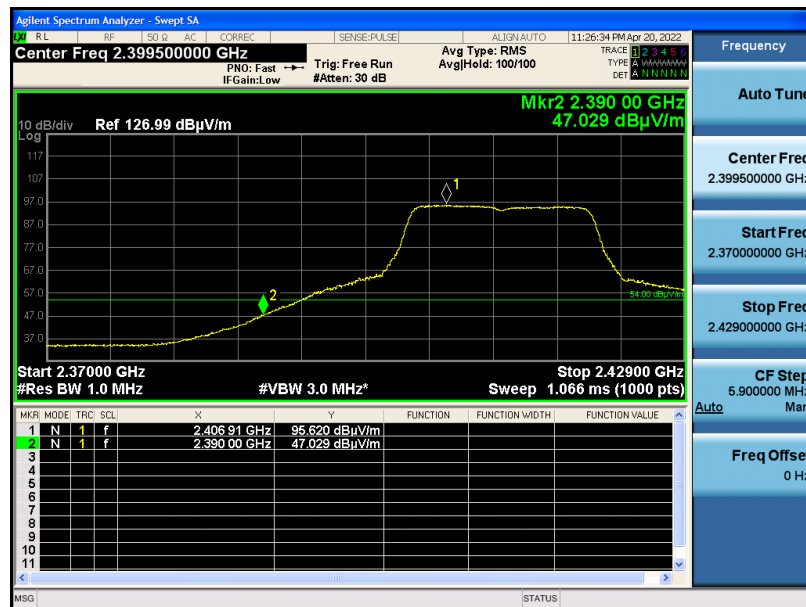 Agilent Spectrum Analyzer - Swept SA
LXI RL RF 50 Ω AC CORREC SENSE:PULSE ALIGN AUTO 11:26:34 PM Apr 20, 2022
Center Freq 2.399500000 GHz
PNO: Fast
IFGain:Low
Trig: Free Run
#Atten: 30 dB
Avg Type: RMS
Avg|Hold: 100/100
TRACE 1 2 3 4 5 6
TYPE A WWWWW
DET A N N N N N
Mkr2 2.390 00 GHz
47.029 dBµV/m
10 dB/div Ref 126.99 dBµV/m
Log
117
107
97.0
87.0
77.0
67.0
57.0
47.0
37.0
1
2
54.00 dBµV/m
Start 2.37000 GHz Stop 2.42900 GHz
#Res BW 1.0 MHz #VBW 3.0 MHz* Sweep 1.066 ms (1000 pts)
MKR MODE TRC SCL X Y FUNCTION FUNCTION WIDTH FUNCTION VALUE
1 N 1 f 2.406 91 GHz 95.620 dBµV/m
2 N 1 f 2.390 00 GHz 47.029 dBµV/m
3
4
5
6
7
8
9
10
11
MSG STATUS
Frequency
Auto Tune
Center Freq
2.399500000 GHz
Start Freq
2.370000000 GHz
Stop Freq
2.429000000 GHz
CF Step
5.900000 MHz
Auto Man
Freq Offset
0 Hz